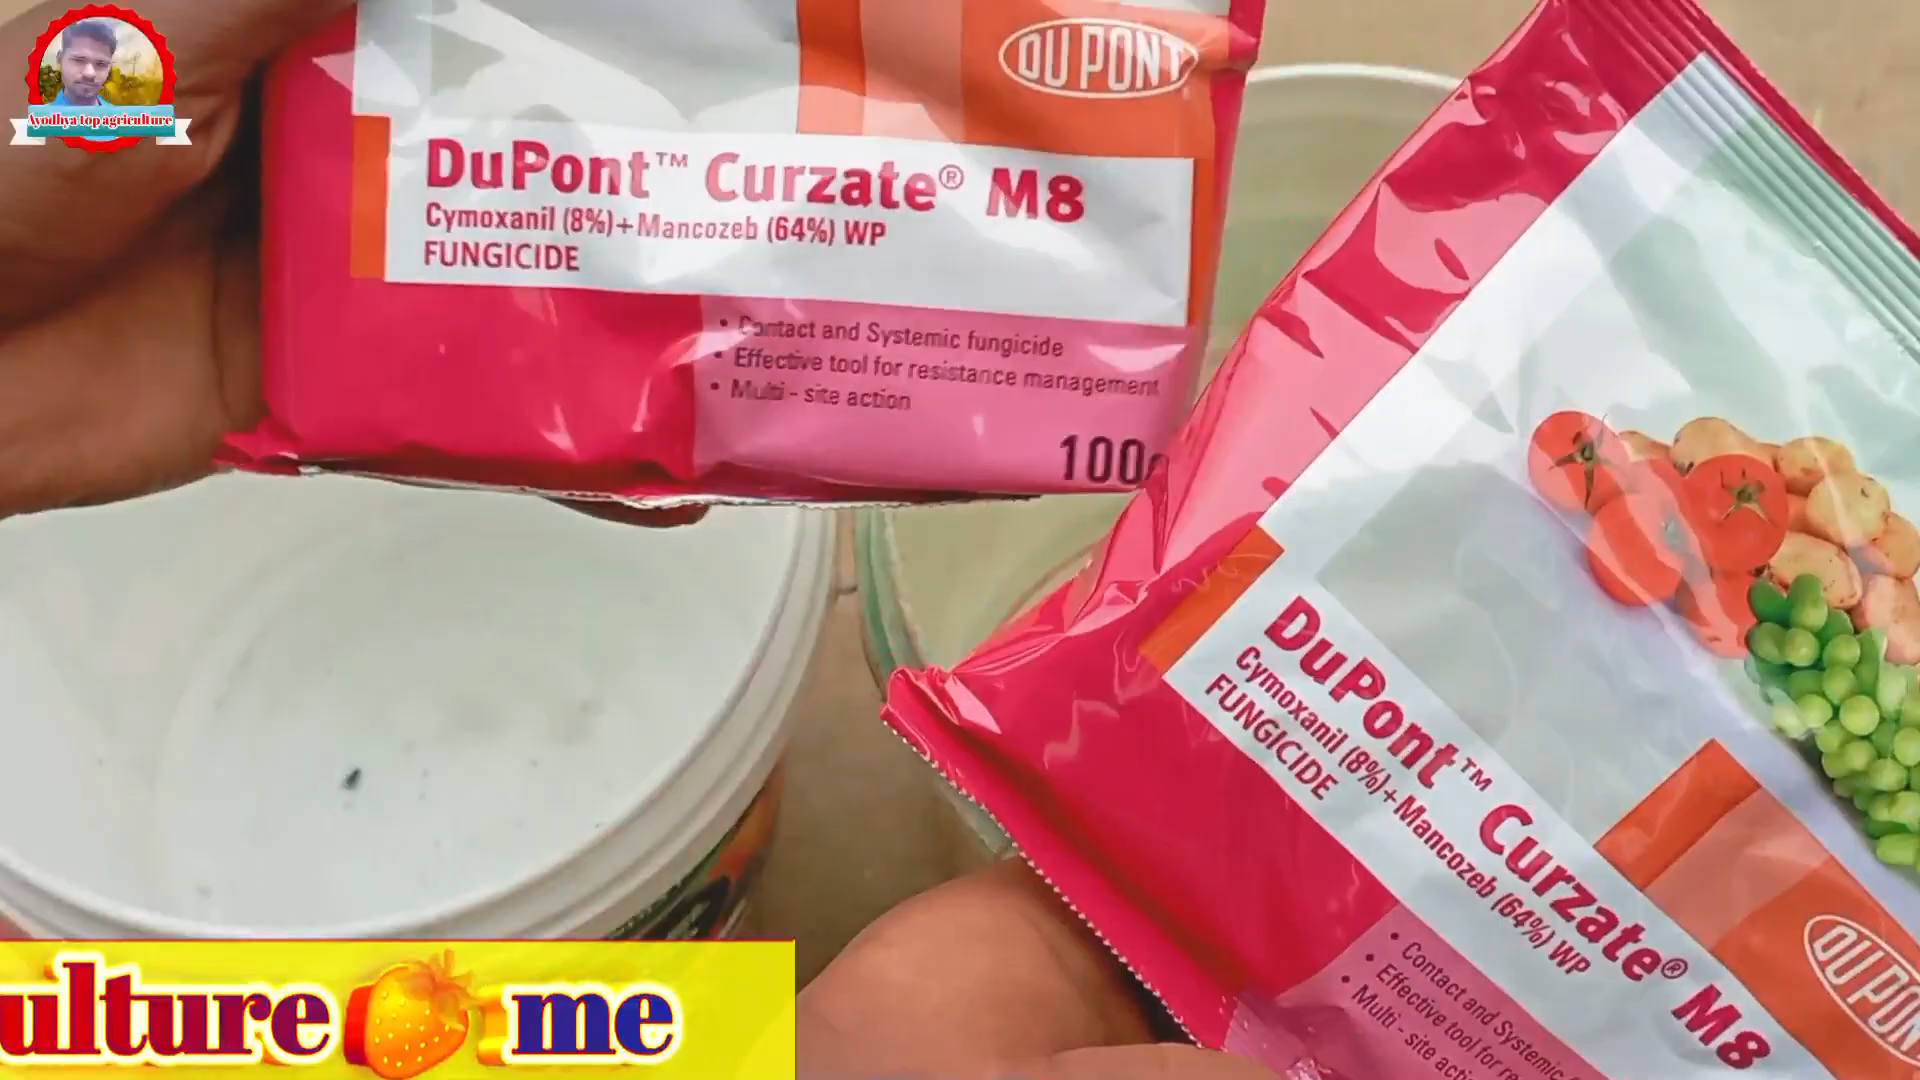 Ayodhya top agriculture
DU PONT
DuPont™ Curzate® M8
Cymoxanil (8%)+Mancozeb (64%) WP
FUNGICIDE
• Contact and Systemic fungicide
• Effective tool for resistance management
• Multi - site action
100g
DuPont™ Curzate® M8
Cymoxanil (8%)+Mancozeb (64%) WP
FUNGICIDE
DU PON
• Contact and Systemic
• Effective tool for
• Multi - site
ulture me